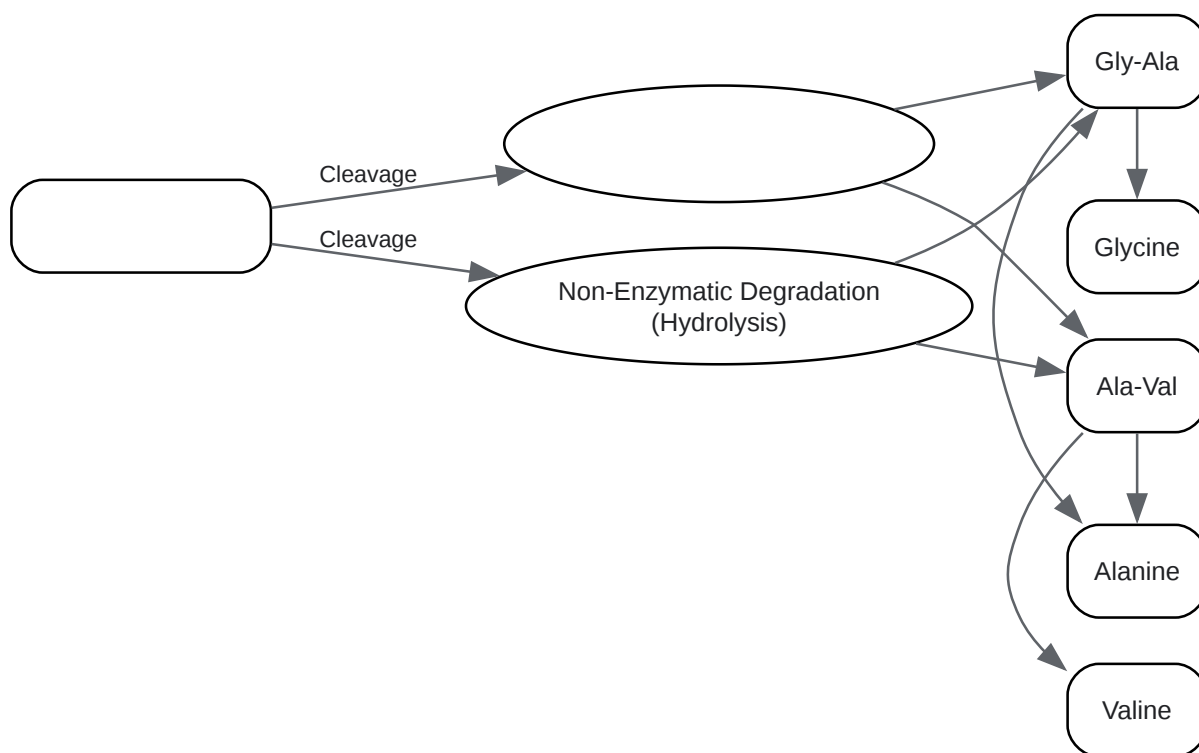 Cleavage
Cleavage
Non-Enzymatic Degradation
(Hydrolysis)
Gly-Ala
Glycine
Ala-Val
Alanine
Valine